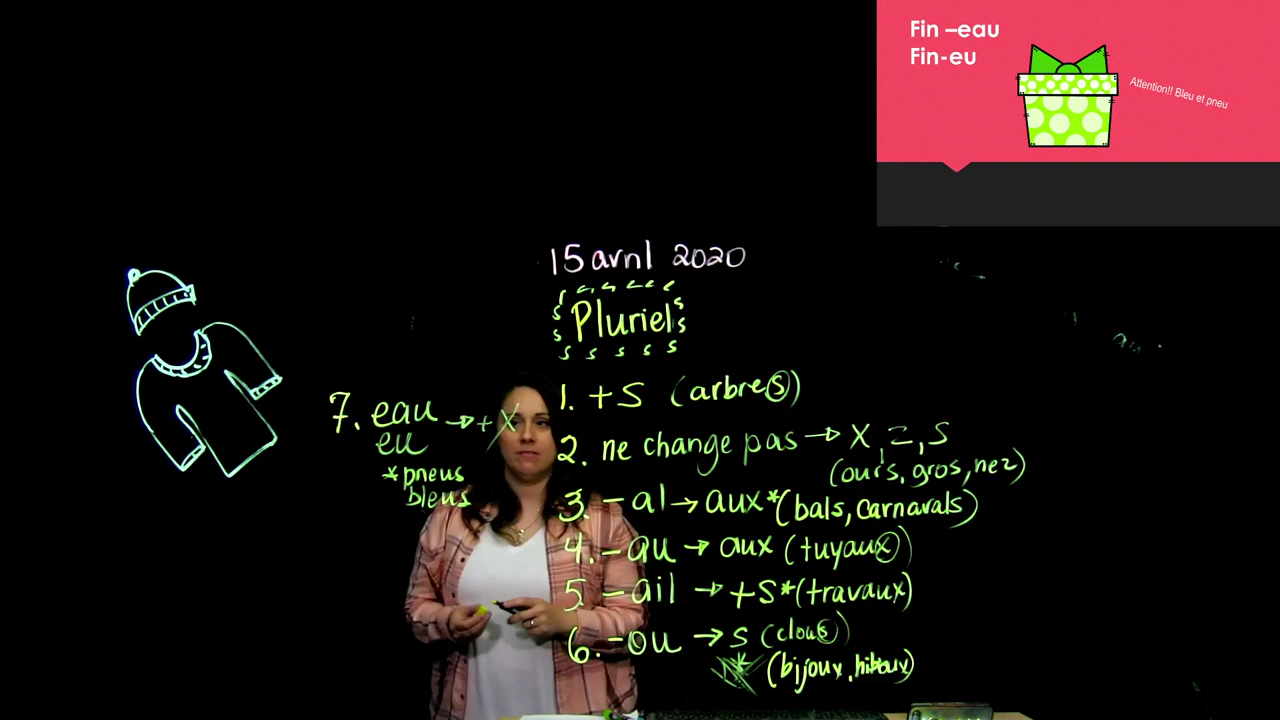 Fin –eau
Fin-eu
Attention!! Bleu et pneu
15 avril 2020
Pluriel
s s s s s
1. +s (arbres)
2. ne change pas → x, z, s
(ours, gros, nez)
3. -al → aux *(bals, carnavals)
4. -au → aux (tuyaux)
5. -ail → +s *(travaux)
6. -ou → s (clous)
* (bijoux, hiboux)
7. eau → + x
eu
* pneus
bleus